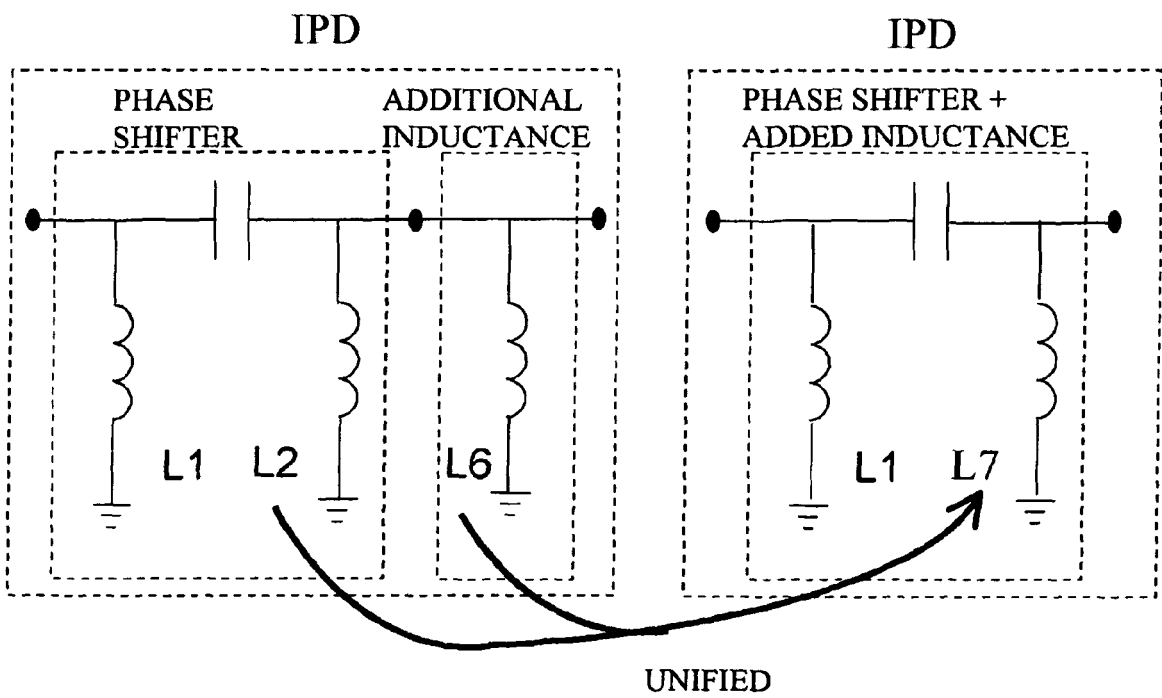 IPD
PHASE
SHIFTER
ADDITIONAL
INDUCTANCE
L1
L2
L6
IPD
PHASE SHIFTER +
ADDED INDUCTANCE
L1
L7
UNIFIED